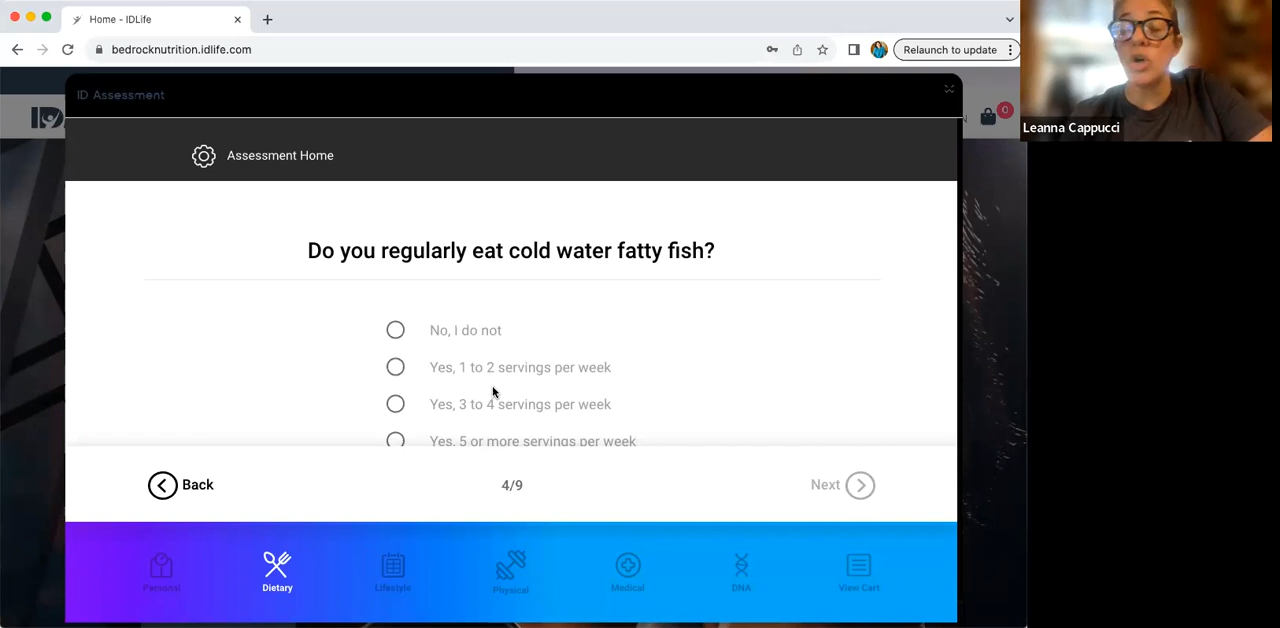 Home - IDLife
bedrocknutrition.idlife.com
Relaunch to update
ID Assessment
0
Leanna Cappucci
Assessment Home
Do you regularly eat cold water fatty fish?
No, I do not
Yes, 1 to 2 servings per week
Yes, 3 to 4 servings per week
Yes, 5 or more servings per week
Back
4/9
Next
Personal
Dietary
Lifestyle
Physical
Medical
DNA
View Cart